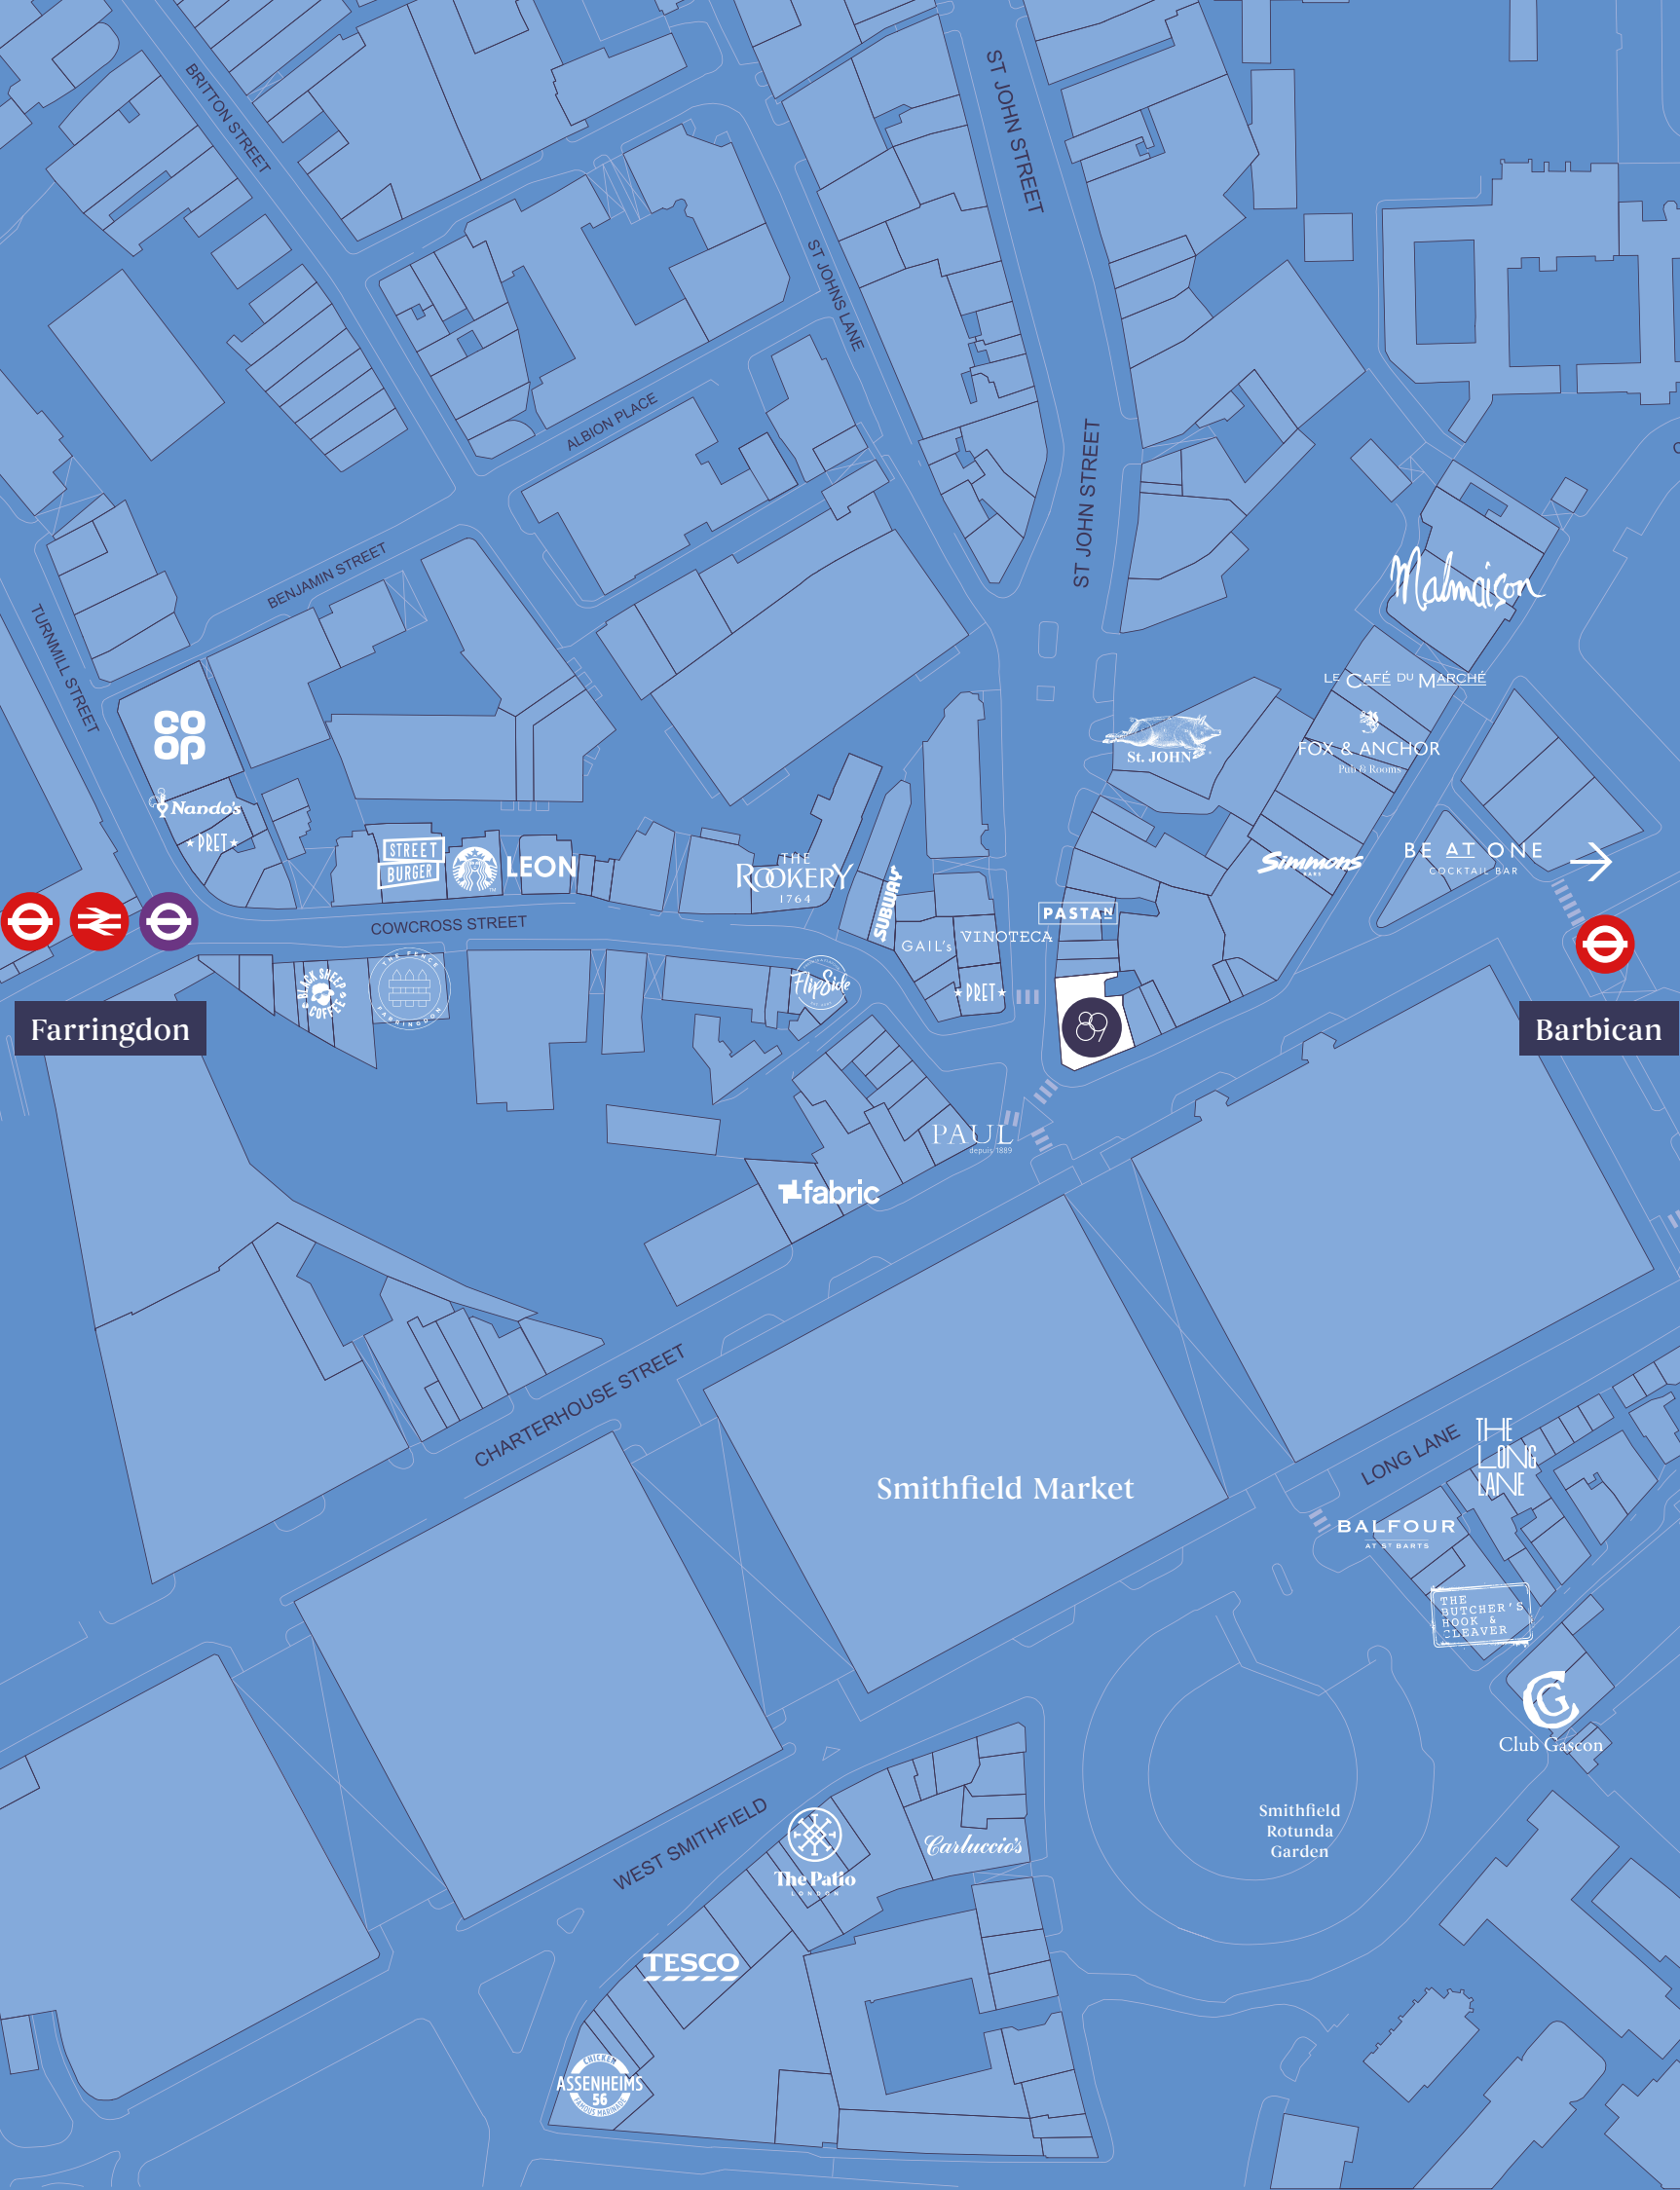 BRITTON STREET
ST JOHN STREET
ST JOHNS LANE
ALBION PLACE
ST JOHN STREET
BENJAMIN STREET
TURNMILL STREET
Malmaison
LE CAFÉ DU MARCHÉ
CO
OP
St. JOHN
FOX & ANCHOR
Pub & Rooms
Nando's
PRET
STREET
BURGER
LEON
THE
ROOKERY
1764
SUBWAY
Simmons
BARS
BE AT ONE
COCKTAIL BAR
COWCROSS STREET
PASTAN
GAIL's
VINOTECA
BLACK SHEEP
COFFEE
THE FENCE
FARRINGDON
FlipSide
PRET
89
Farringdon
Barbican
PAUL
depuis 1889
fabric
CHARTERHOUSE STREET
Smithfield Market
LONG LANE
THE
LONG
LANE
BALFOUR
AT ST BARTS
THE
BUTCHER'S
HOOK &
CLEAVER
Club Gascon
WEST SMITHFIELD
The Patio
LONDON
Carluccio's
Smithfield
Rotunda
Garden
TESCO
CHICKEN
ASSENHEIMS
56
FAMOUS MARINADE